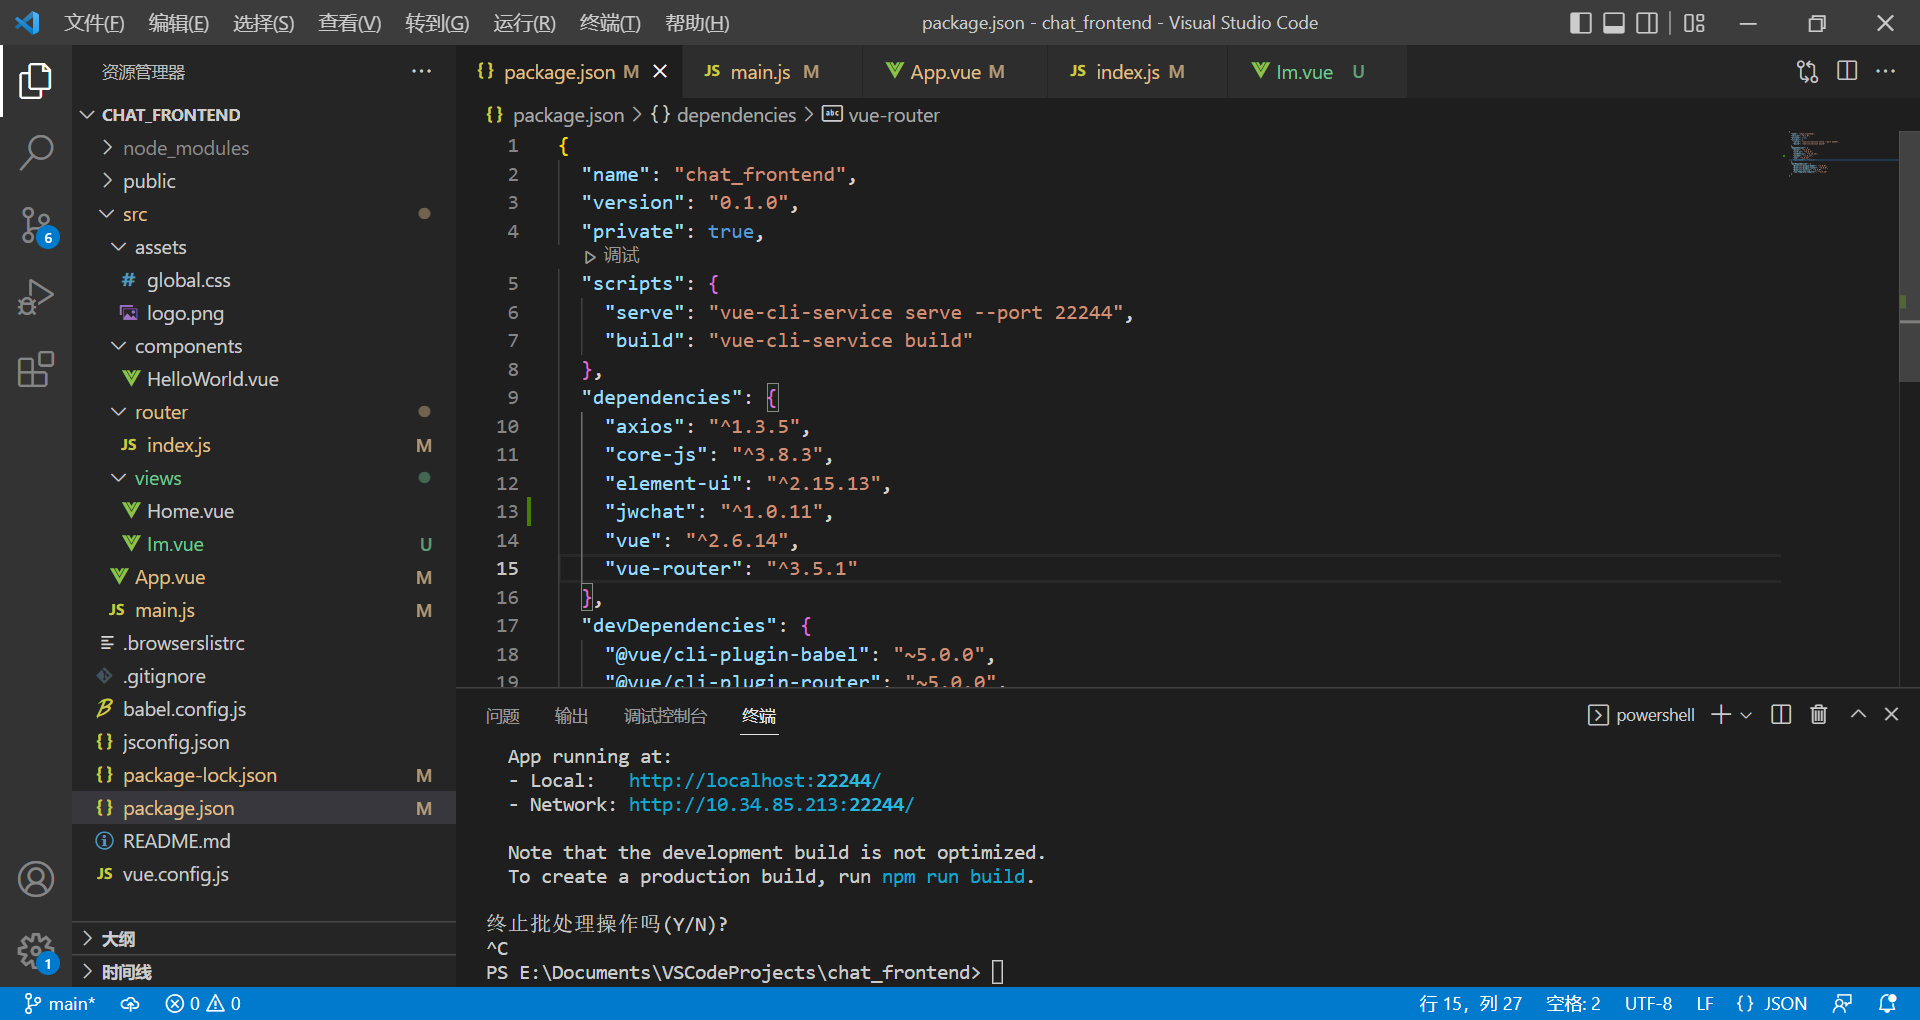 文件(F) 编辑(E) 选择(S) 查看(V) 转到(G) 运行(R) 终端(T) 帮助(H) package.json - chat_frontend - Visual Studio Code
资源管理器
CHAT_FRONTEND
node_modules
public
src
assets
# global.css
logo.png
components
HelloWorld.vue
router
JS index.js M
views
Home.vue
Im.vue U
App.vue M
JS main.js M
.browserslistrc
.gitignore
babel.config.js
{} jsconfig.json
{} package-lock.json M
{} package.json M
README.md
JS vue.config.js
大纲
时间线
6
1
{} package.json M JS main.js M App.vue M JS index.js M Im.vue U
{} package.json > {} dependencies > abc vue-router
1 {
2 "name": "chat_frontend",
3 "version": "0.1.0",
4 "private": true,
调试
5 "scripts": {
6 "serve": "vue-cli-service serve --port 22244",
7 "build": "vue-cli-service build"
8 },
9 "dependencies": {
10 "axios": "^1.3.5",
11 "core-js": "^3.8.3",
12 "element-ui": "^2.15.13",
13 "jwchat": "^1.0.11",
14 "vue": "^2.6.14",
15 "vue-router": "^3.5.1"
16 },
17 "devDependencies": {
18 "@vue/cli-plugin-babel": "~5.0.0",
19 "@vue/cli-plugin-router": "~5.0.0",
问题 输出 调试控制台 终端 powershell
App running at:
- Local: http://localhost:22244/
- Network: http://10.34.85.213:22244/
Note that the development build is not optimized.
To create a production build, run npm run build.
终止批处理操作吗(Y/N)?
^C
PS E:\Documents\VSCodeProjects\chat_frontend>
main* 0 0 行 15，列 27 空格: 2 UTF-8 LF {} JSON